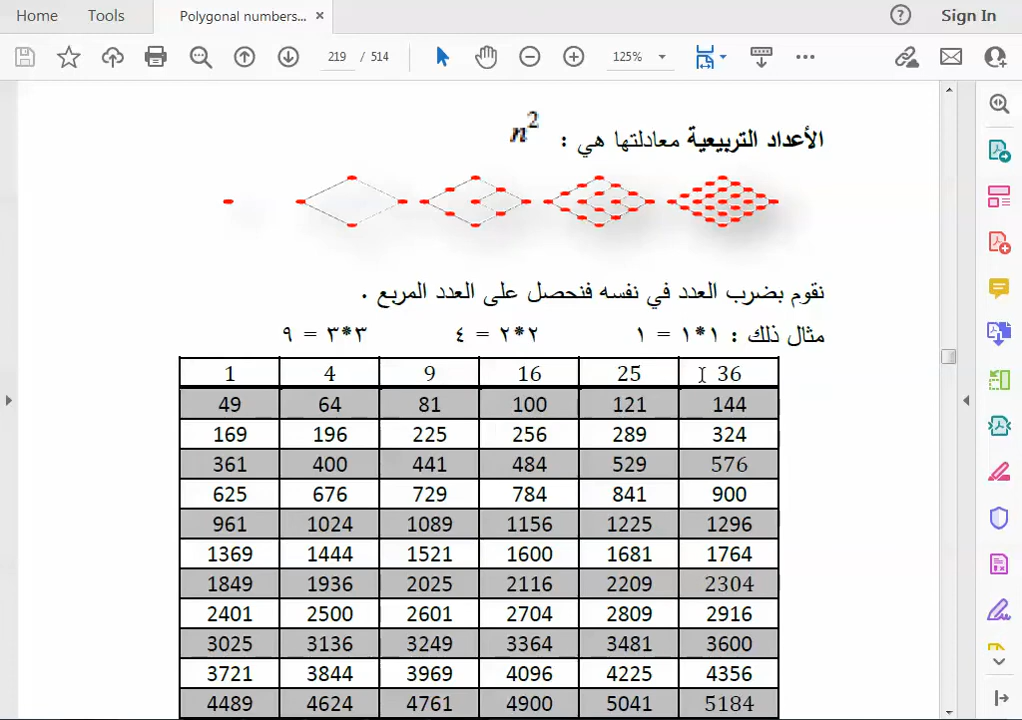 Home Tools Polygonal numbers... × ? Sign In
219 / 514 125%
الأعداد التربيعية معادلتها هي : n²
نقوم بضرب العدد في نفسه فنحصل على العدد المربع .
مثال ذلك : ١*١ = ١ ٢*٢ = ٤ ٣*٣ = ٩
1 4 9 16 25 36
49 64 81 100 121 144
169 196 225 256 289 324
361 400 441 484 529 576
625 676 729 784 841 900
961 1024 1089 1156 1225 1296
1369 1444 1521 1600 1681 1764
1849 1936 2025 2116 2209 2304
2401 2500 2601 2704 2809 2916
3025 3136 3249 3364 3481 3600
3721 3844 3969 4096 4225 4356
4489 4624 4761 4900 5041 5184